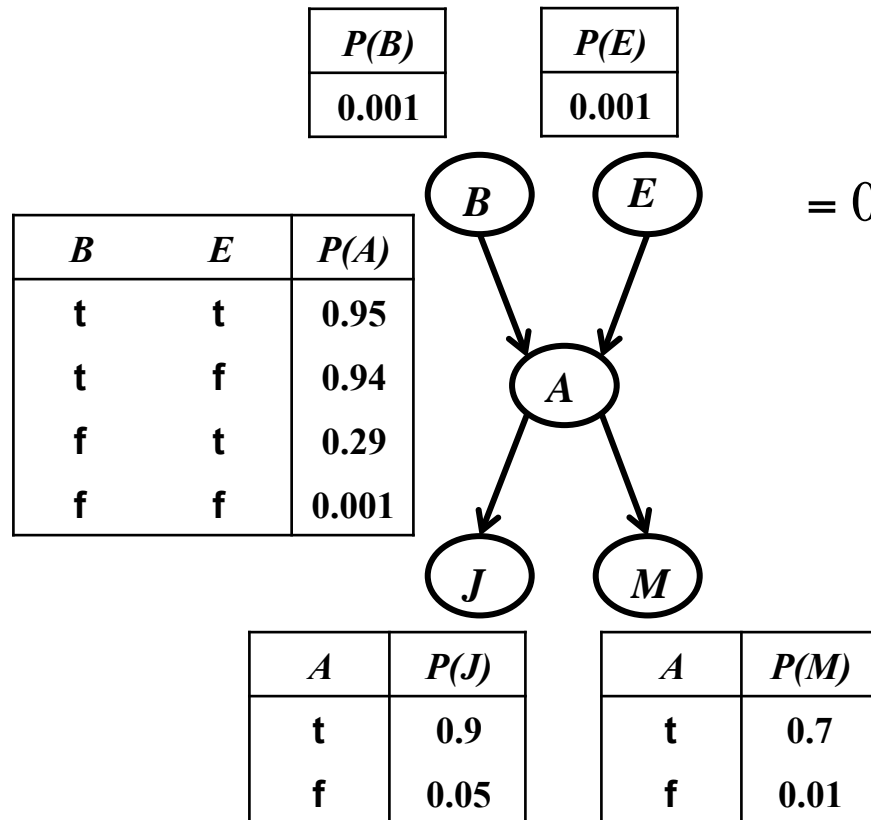 P(B)
0.001
P(E)
0.001
B
E
= 0
B E P(A)
t t 0.95
t f 0.94
f t 0.29
f f 0.001
A
J
M
A P(J)
t 0.9
f 0.05
A P(M)
t 0.7
f 0.01